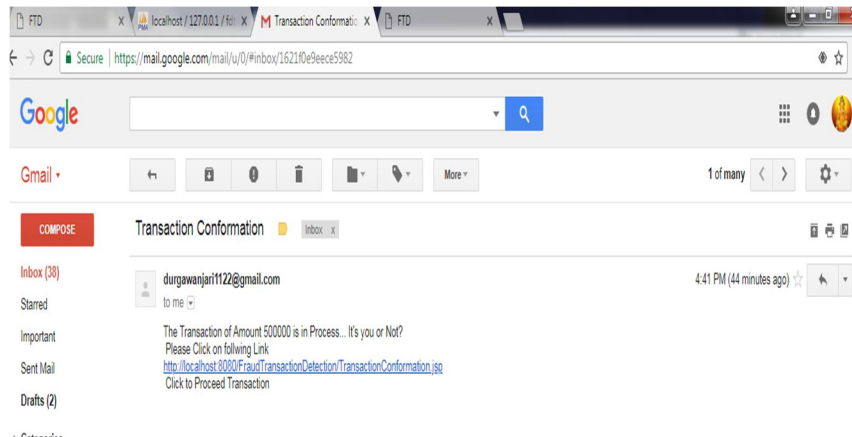 FTD
localhost / 127.0.0.1 / fd
Transaction Conformatio
FTD
Secure https://mail.google.com/mail/u/0/#inbox/1621f0e9eece5982
Google
Gmail
More
1 of many
COMPOSE
Transaction Conformation
Inbox x
Inbox (38)
durgawanjari1122@gmail.com
4:41 PM (44 minutes ago)
Starred
to me
Important
The Transaction of Amount 500000 is in Process... It's you or Not?
Please Click on follwing Link
Sent Mail
http://localhost:8080/FraudTransactionDetection/TransactionConformation.jsp
Click to Proceed Transaction
Drafts (2)